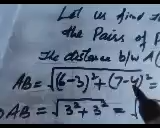 Let us find
the Pairs of P
The distance b/w A(
AB = √(6-3)² + (7-4)² =
AB = √3² + 3² = √